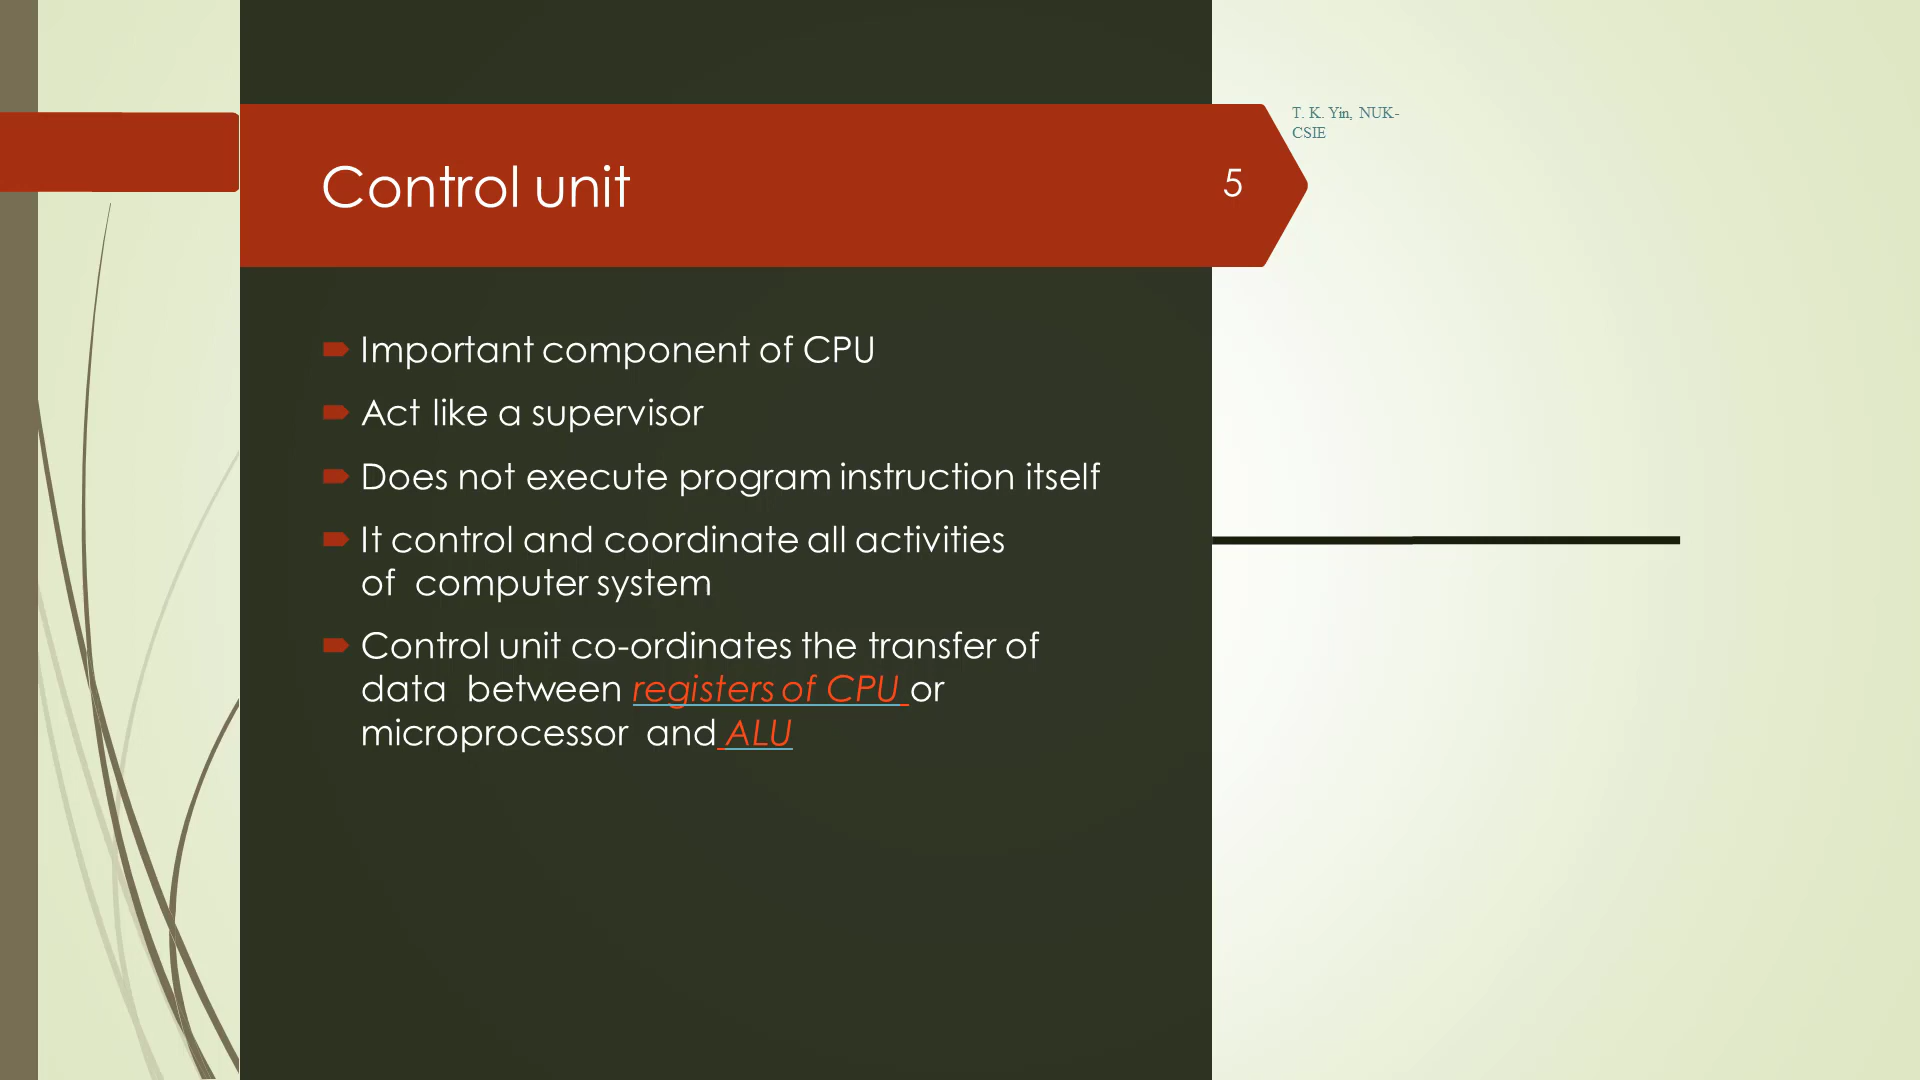 T. K. Yin, NUK-
CSIE
Control unit
5
Important component of CPU
Act like a supervisor
Does not execute program instruction itself
It control and coordinate all activities
of computer system
Control unit co-ordinates the transfer of
data between registers of CPU or
microprocessor and ALU